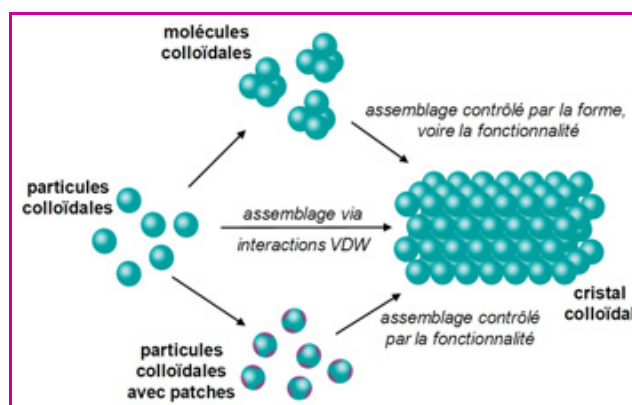 molécules
colloïdales
assemblage contrôlé par la forme,
voire la fonctionnalité
particules
colloïdales
assemblage via
interactions VDW
cristal
colloïdal
assemblage contrôlé
par la fonctionnalité
particules
colloïdales
avec patches